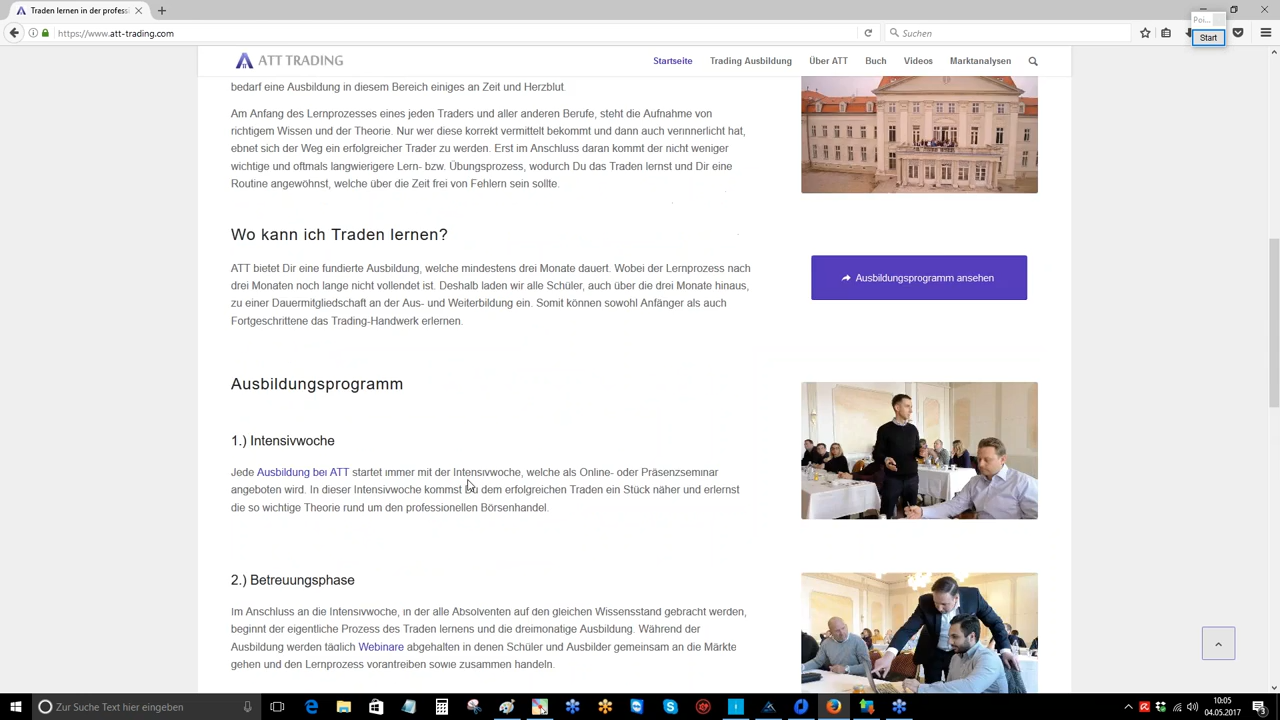 Traden lernen in der profess
Poi...
Start
https://www.att-trading.com
Suchen
ATT TRADING
Startseite
Trading Ausbildung
Über ATT
Buch
Videos
Marktanalysen
bedarf eine Ausbildung in diesem Bereich einiges an Zeit und Herzblut
Am Anfang des Lernprozesses eines jeden Traders und aller anderen Berufe, steht die Aufnahme von
richtigem Wissen und der Theorie. Nur wer diese korrekt vermittelt bekommt und dann auch verinnerlicht hat,
ebnet sich der Weg ein erfolgreicher Trader zu werden. Erst im Anschluss daran kommt der nicht weniger
wichtige und oftmals langwierigere Lern- bzw. Übungsprozess, wodurch Du das Traden lernst und Dir eine
Routine angewöhnst, welche über die Zeit frei von Fehlern sein sollte.
Wo kann ich Traden lernen?
ATT bietet Dir eine fundierte Ausbildung, welche mindestens drei Monate dauert. Wobei der Lernprozess nach
drei Monaten noch lange nicht vollendet ist. Deshalb laden wir alle Schüler, auch über die drei Monate hinaus,
zu einer Dauermitgliedschaft an der Aus- und Weiterbildung ein. Somit können sowohl Anfänger als auch
Fortgeschrittene das Trading-Handwerk erlernen.
Ausbildungsprogramm ansehen
Ausbildungsprogramm
1.) Intensivwoche
Jede Ausbildung bei ATT startet immer mit der Intensivwoche, welche als Online- oder Präsenzseminar
angeboten wird. In dieser Intensivwoche kommst Du dem erfolgreichen Traden ein Stück näher und erlernst
die so wichtige Theorie rund um den professionellen Börsenhandel.
2.) Betreuungsphase
Im Anschluss an die Intensivwoche, in der alle Absolventen auf den gleichen Wissensstand gebracht werden,
beginnt der eigentliche Prozess des Traden lernens und die dreimonatige Ausbildung. Während der
Ausbildung werden täglich Webinare abgehalten in denen Schüler und Ausbilder gemeinsam an die Märkte
gehen und den Lernprozess vorantreiben sowie zusammen handeln.
Zur Suche Text hier eingeben
10:05
04.05.2017